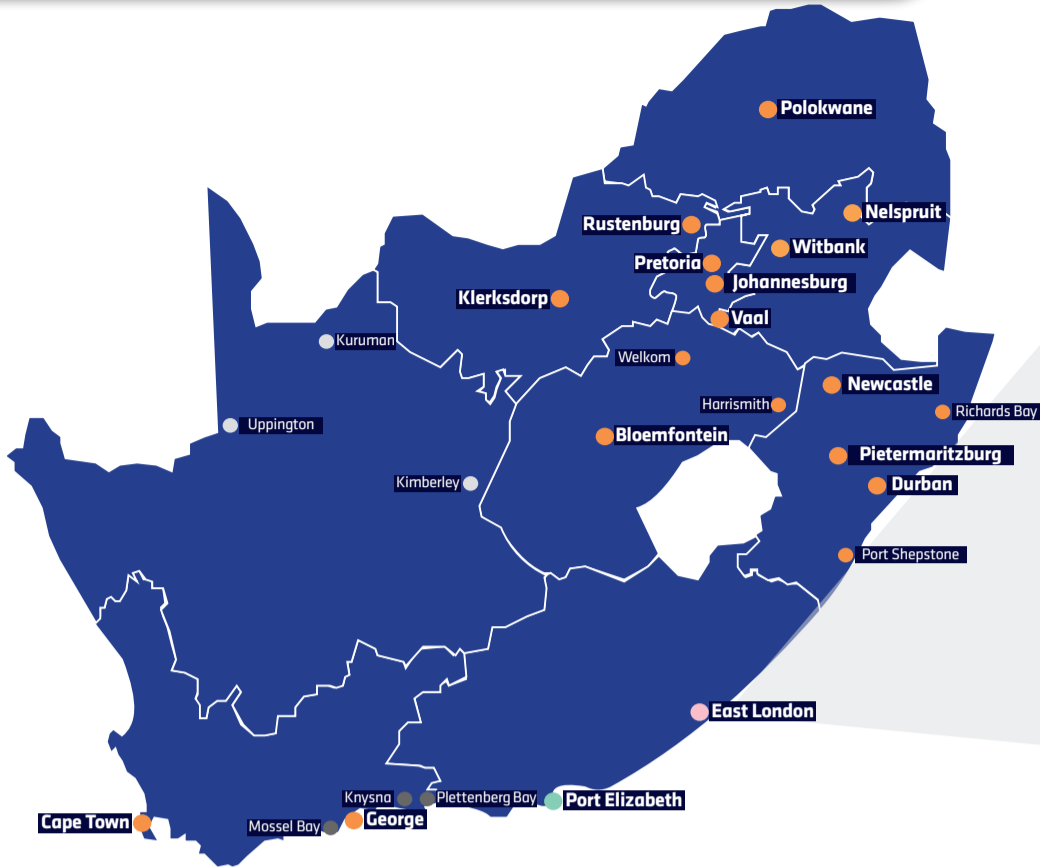 Polokwane
Nelspruit
Rustenburg
Witbank
Pretoria
Johannesburg
Klerksdorp
Vaal
Kuruman
Welkom
Newcastle
Harrismith
Richards Bay
Uppington
Bloemfontein
Pietermaritzburg
Kimberley
Durban
Port Shepstone
East London
Knysna
Plettenberg Bay
Port Elizabeth
Cape Town
Mossel Bay
George